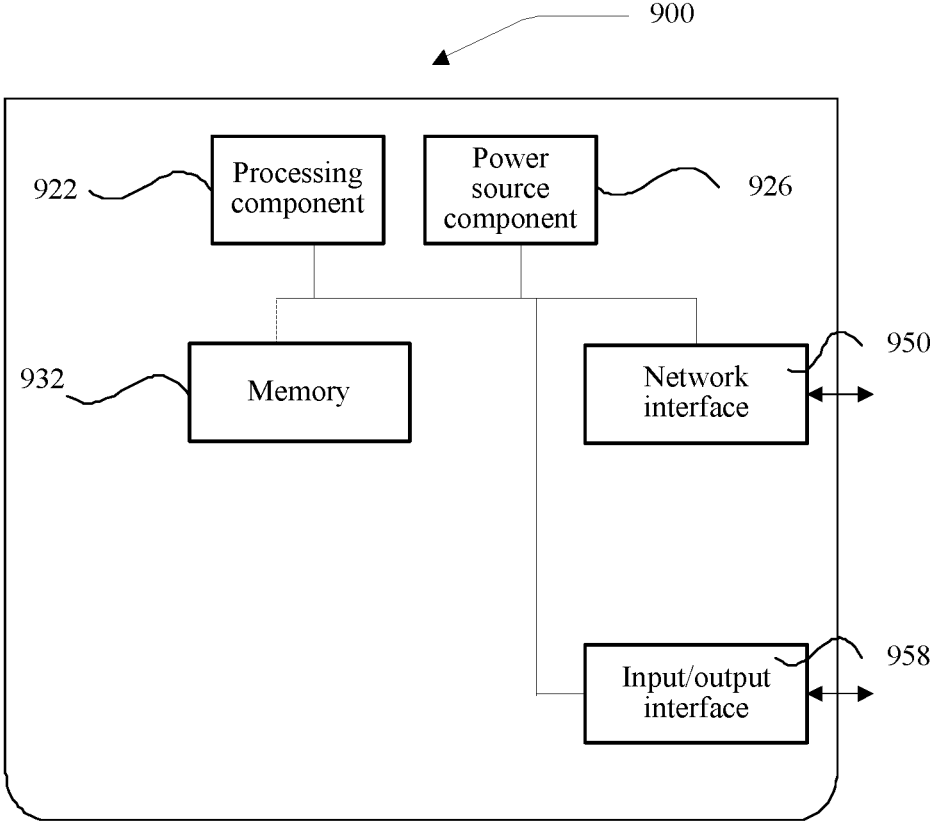 900
922
Processing
component
Power
source
component
926
932
Memory
950
Network
interface
958
Input/output
interface